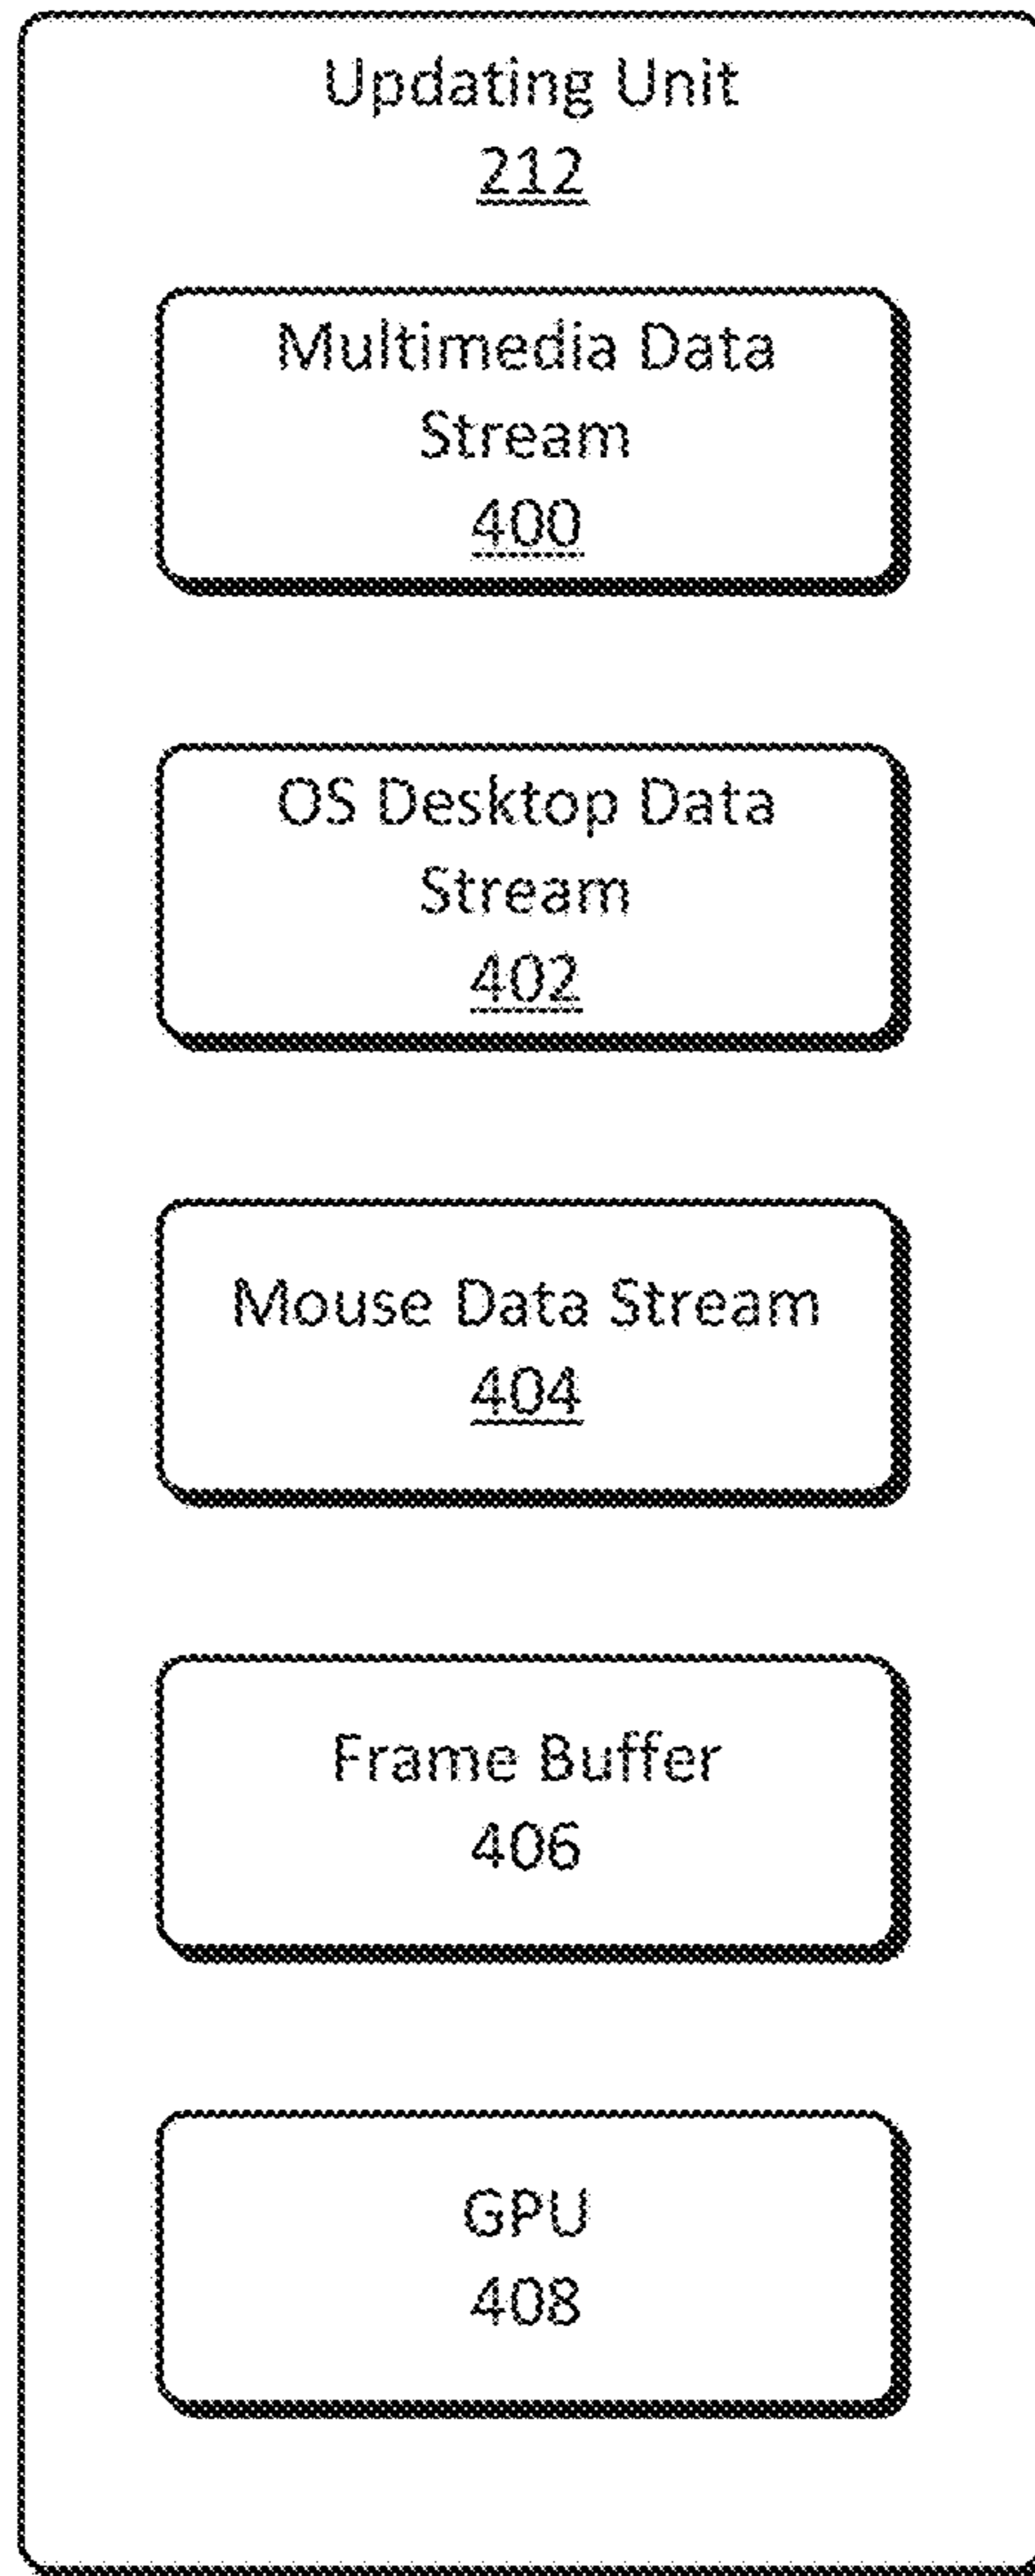 Updating Unit
212
Multimedia Data
Stream
400
OS Desktop Data
Stream
402
Mouse Data Stream
404
Frame Buffer
406
GPU
408